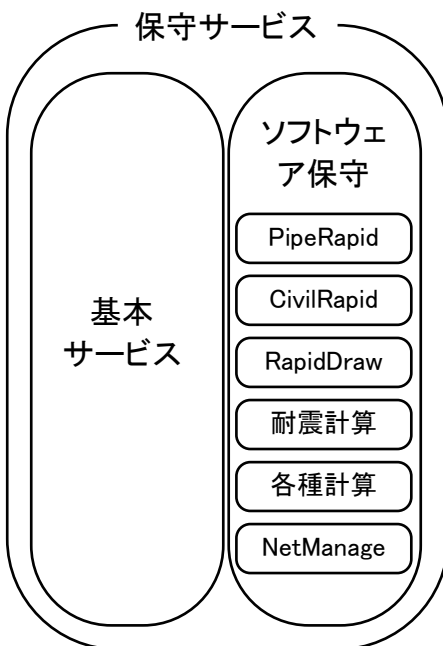 保守サービス
基本
サービス
ソフトウェ
ア保守
PipeRapid
CivilRapid
RapidDraw
耐震計算
各種計算
NetManage